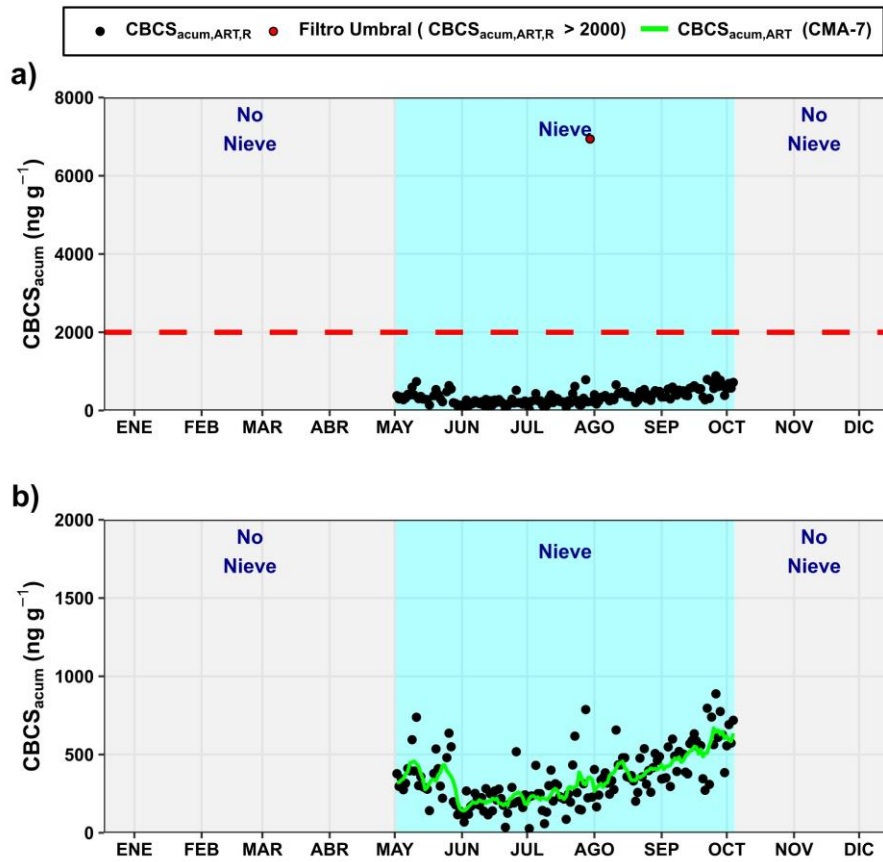 CBCSacum,ART,R Filtro Umbral ( CBCSacum,ART,R > 2000) CBCSacum,ART (CMA-7)
a)
8000
6000
4000
2000
0
CBCSacum (ng g−1)
No
Nieve
Nieve
No
Nieve
ENE FEB MAR ABR MAY JUN JUL AGO SEP OCT NOV DIC
b)
2000
1500
1000
500
0
CBCSacum (ng g−1)
No
Nieve
Nieve
No
Nieve
ENE FEB MAR ABR MAY JUN JUL AGO SEP OCT NOV DIC